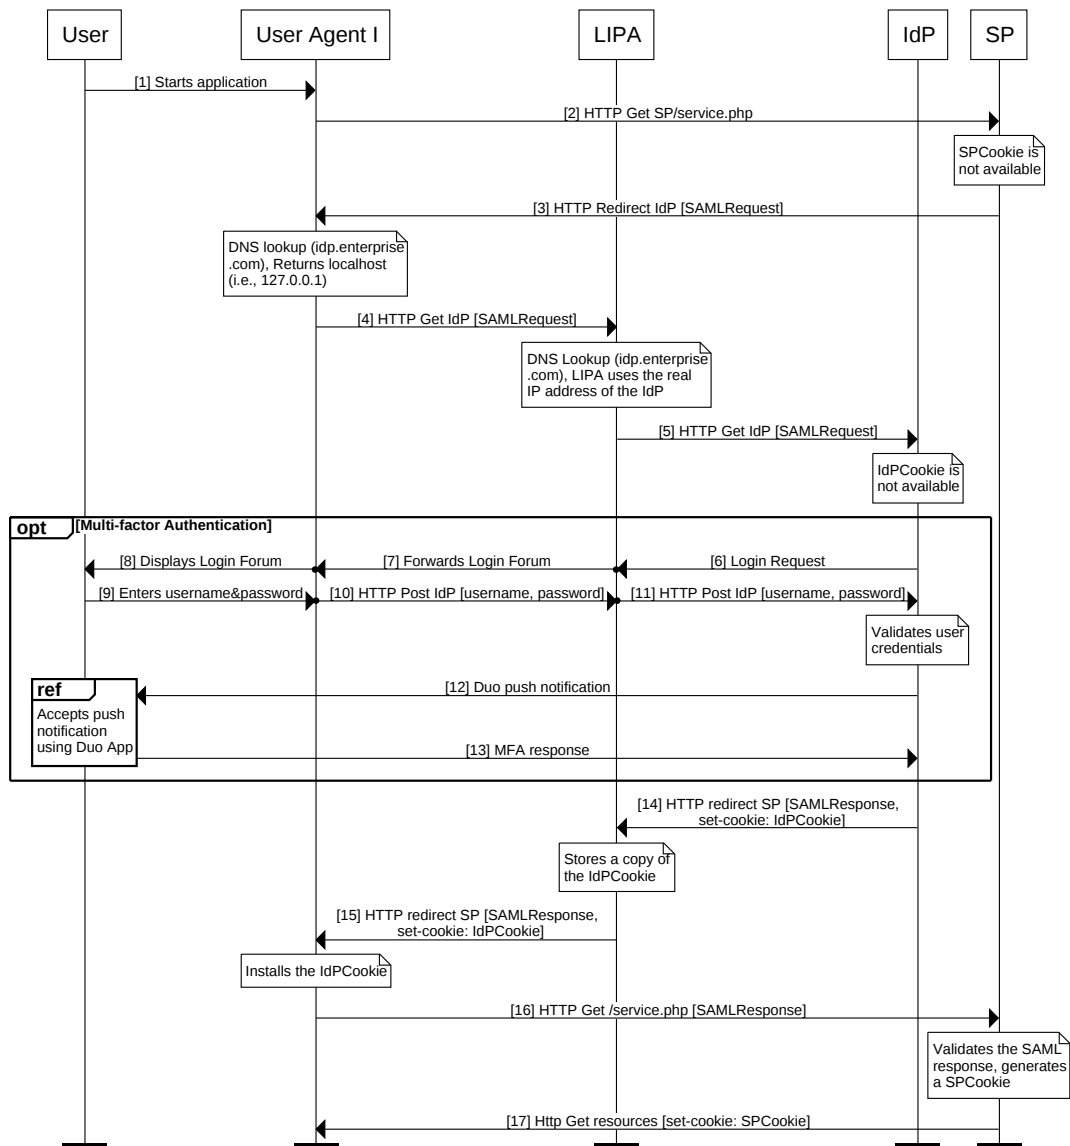 User
User Agent I
LIPA
IdP
SP
[1] Starts application
[2] HTTP Get SP/service.php
SPCookie is
not available
[3] HTTP Redirect IdP [SAMLRequest]
DNS lookup (idp.enterprise
.com), Returns localhost
(i.e., 127.0.0.1)
[4] HTTP Get IdP [SAMLRequest]
DNS Lookup (idp.enterprise
.com), LIPA uses the real
IP address of the IdP
[5] HTTP Get IdP [SAMLRequest]
IdPCookie is
not available
opt
[Multi-factor Authentication]
[8] Displays Login Forum
[7] Forwards Login Forum
[6] Login Request
[9] Enters username&password
[10] HTTP Post IdP [username, password]
[11] HTTP Post IdP [username, password]
Validates user
credentials
ref
Accepts push
notification
using Duo App
[12] Duo push notification
[13] MFA response
[14] HTTP redirect SP [SAMLResponse,
set-cookie: IdPCookie]
Stores a copy of
the IdPCookie
[15] HTTP redirect SP [SAMLResponse,
set-cookie: IdPCookie]
Installs the IdPCookie
[16] HTTP Get /service.php [SAMLResponse]
Validates the SAML
response, generates
a SPCookie
[17] Http Get resources [set-cookie: SPCookie]